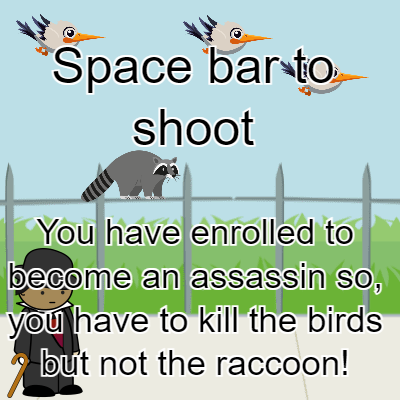 Space bar to
shoot
You have enrolled to
become an assassin so,
you have to kill the birds
but not the raccoon!